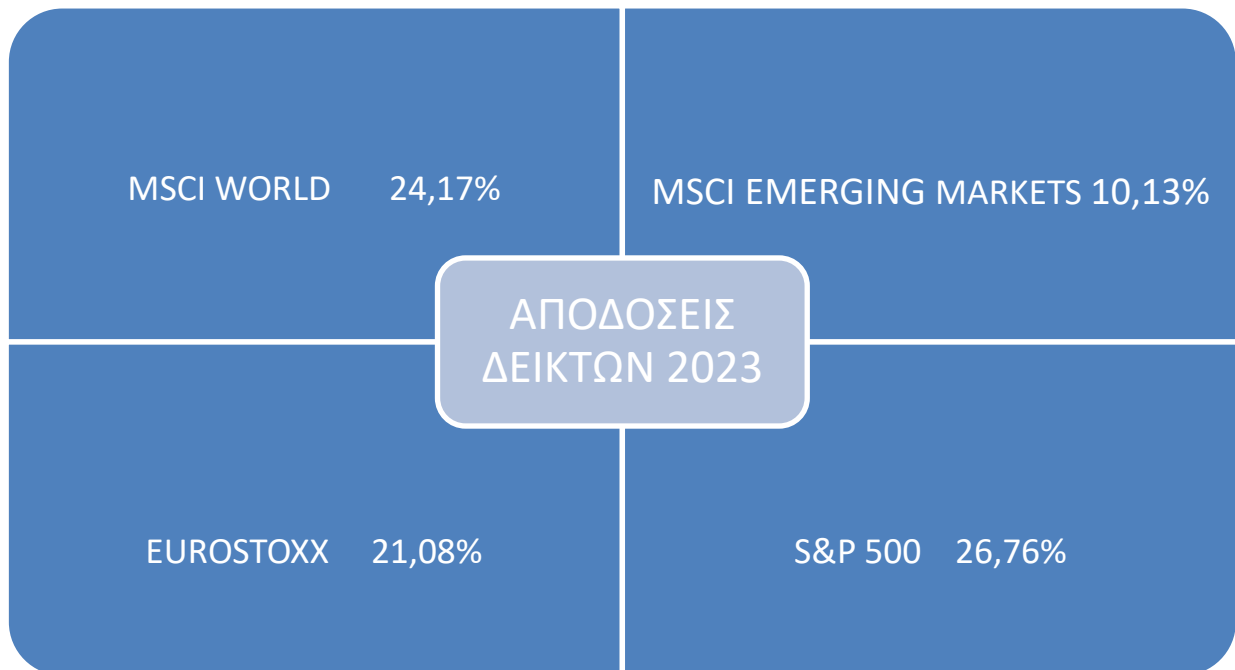 MSCI WORLD 24,17%
MSCI EMERGING MARKETS 10,13%
ΑΠΟΔΟΣΕΙΣ
ΔΕΙΚΤΩΝ 2023
EUROSTOXX 21,08%
S&P 500 26,76%